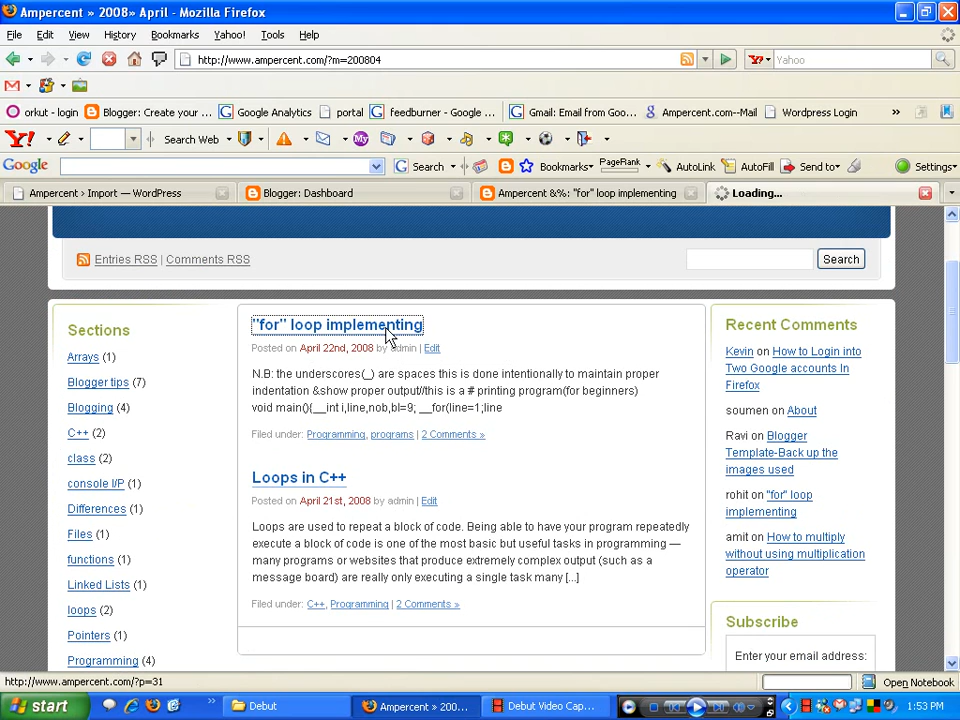 Ampercent » 2008» April - Mozilla Firefox
File Edit View History Bookmarks Yahoo! Tools Help
http://www.ampercent.com/?m=200804
Yahoo
orkut - login Blogger: Create your ... Google Analytics portal feedburner - Google ... Gmail: Email from Goo... Ampercent.com--Mail Wordpress Login »
Y! Search Web My
Google Search Bookmarks PageRank AutoLink AutoFill Send to Settings
Ampercent › Import — WordPress Blogger: Dashboard Ampercent &%: "for" loop implementing Loading...
Entries RSS | Comments RSS Search
Sections
Arrays (1)
Blogger tips (7)
Blogging (4)
C++ (2)
class (2)
console I/P (1)
Differences (1)
Files (1)
functions (1)
Linked Lists (1)
loops (2)
Pointers (1)
Programming (4)
"for" loop implementing
Posted on April 22nd, 2008 by admin | Edit
N.B: the underscores(_) are spaces this is done intentionally to maintain proper
indentation &show proper output//this is a # printing program(for beginners)
void main(){__int i,line,nob,bl=9; __for(line=1;line
Filed under: Programming, programs | 2 Comments »
Loops in C++
Posted on April 21st, 2008 by admin | Edit
Loops are used to repeat a block of code. Being able to have your program repeatedly
execute a block of code is one of the most basic but useful tasks in programming —
many programs or websites that produce extremely complex output (such as a
message board) are really only executing a single task many [...]
Filed under: C++, Programming | 2 Comments »
Recent Comments
Kevin on How to Login into
Two Google accounts In
Firefox
soumen on About
Ravi on Blogger
Template-Back up the
images used
rohit on "for" loop
implementing
amit on How to multiply
without using multiplication
operator
Subscribe
Enter your email address:
http://www.ampercent.com/?p=31 Open Notebook
start Debut Ampercent » 200... Debut Video Cap... 1:53 PM